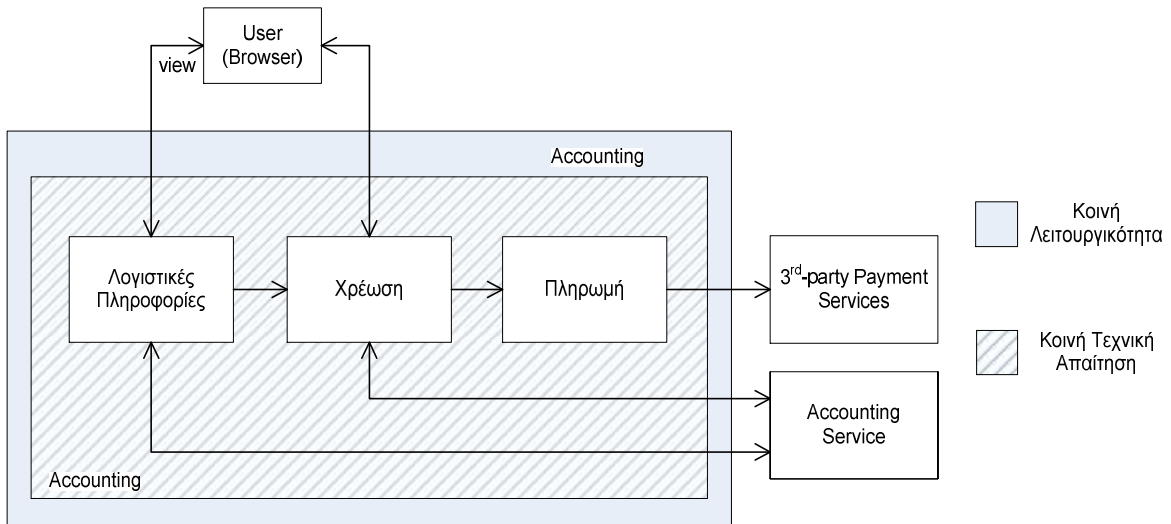 User
(Browser)
view
Accounting
Λογιστικές
Πληροφορίες
Χρέωση
Πληρωμή
3rd-party Payment
Services
Accounting
Service
Accounting
Κοινή
Λειτουργικότητα
Κοινή Τεχνική
Απαίτηση